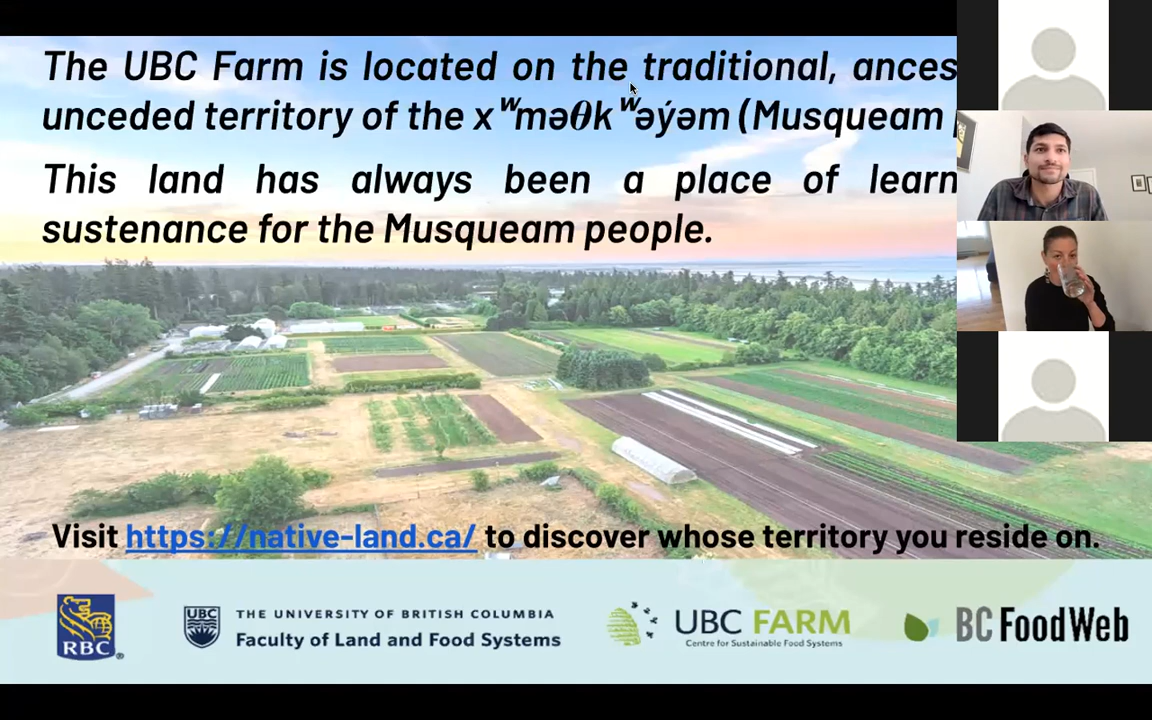 The UBC Farm is located on the traditional, ances
unceded territory of the xʷməθkʷəy̓əm (Musqueam
This land has always been a place of learn
sustenance for the Musqueam people.
Visit https://native-land.ca/ to discover whose territory you reside on.
RBC
UBC
THE UNIVERSITY OF BRITISH COLUMBIA
Faculty of Land and Food Systems
UBC FARM
Centre for Sustainable Food Systems
BC FoodWeb